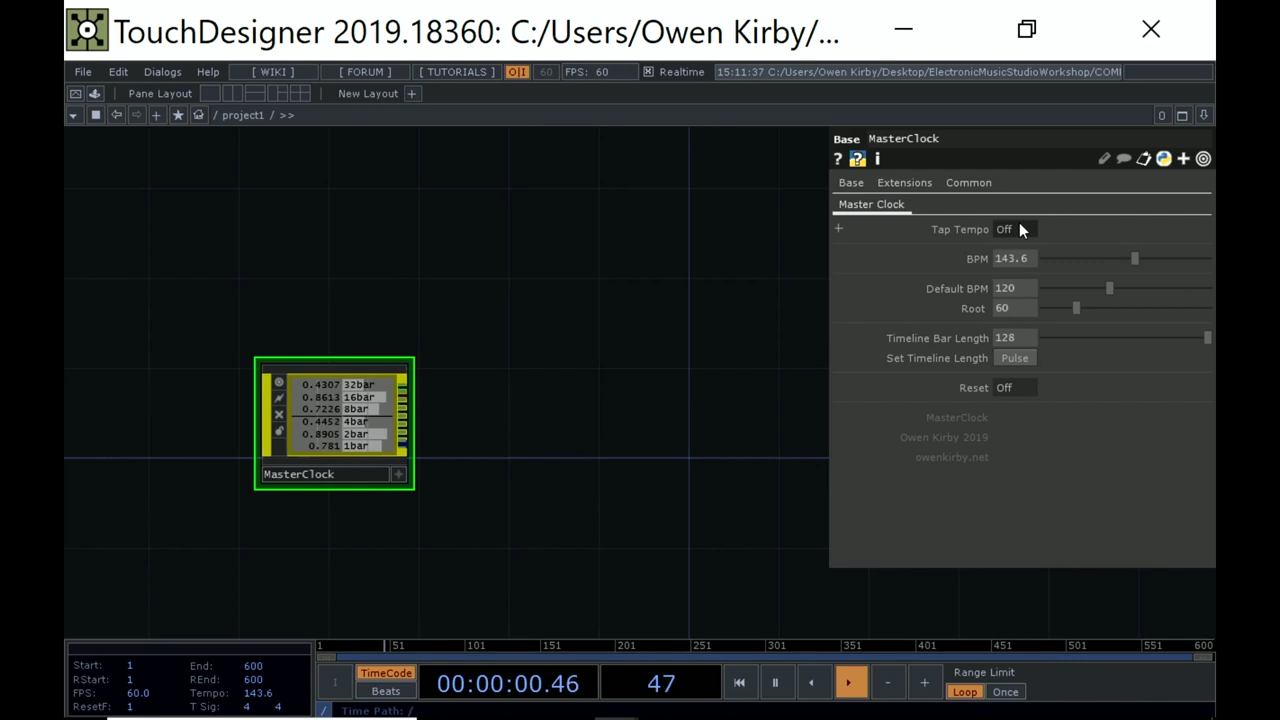 TouchDesigner 2019.18360: C:/Users/Owen Kirby/...
File Edit Dialogs Help [ WIKI ] [ FORUM ] [ TUTORIALS ] O|I 60 FPS: 60 Realtime 15:11:37 C:/Users/Owen Kirby/Desktop/ElectronicMusicStudioWorkshop/COMI
Pane Layout New Layout +
/ project1 / >> 0
Base MasterClock
? ? i
Base Extensions Common
Master Clock
+ Tap Tempo Off
BPM 143.6
Default BPM 120
Root 60
Timeline Bar Length 128
Set Timeline Length Pulse
Reset Off
MasterClock
Owen Kirby 2019
owenkirby.net
0.4307 32bar
0.8613 16bar
0.7226 8bar
0.4452 4bar
0.8905 2bar
0.781 1bar
MasterClock +
1 51 101 151 201 251 301 351 401 451 501 551 600
Start: 1 End: 600
RStart: 1 REnd: 600
FPS: 60.0 Tempo: 143.6
ResetF: 1 T Sig: 4 4
TimeCode
Beats
00:00:00.46
47
- +
Range Limit
Loop Once
/ Time Path: /